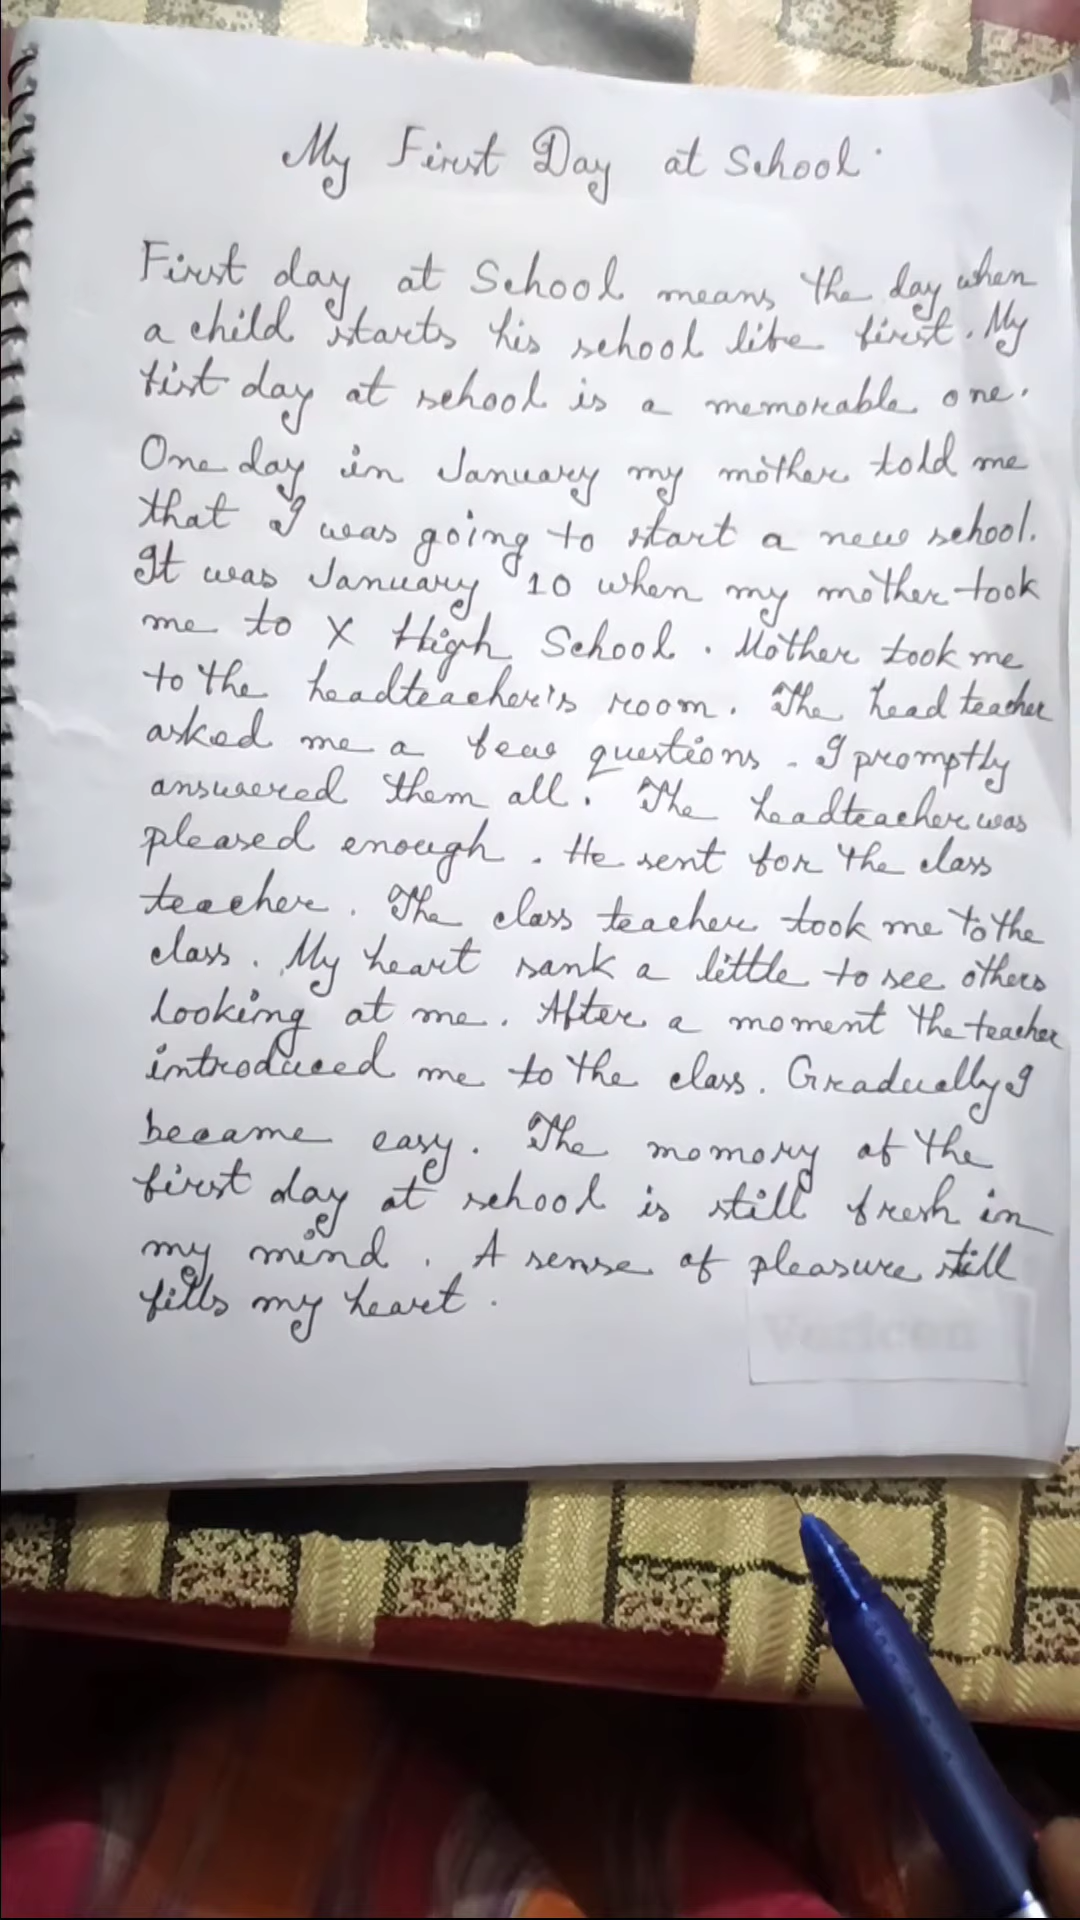 My First Day at School.
First day at School means the day when
a child starts his school life first. My
fist day at school is a memorable one.
One day in January my mother told me
that I was going to start a new school.
It was January 10 when my mother took
me to X High School. Mother took me
to the headteacher's room. The head teacher
asked me a few questions. I promptly
answered them all. The headteacher was
pleased enough. He sent for the class
teacher. The class teacher took me to the
class. My heart sank a little to see others
looking at me. After a moment the teacher
introduced me to the class. Gradually I
became easy. The momory of the
first day at school is still fresh in
my mind. A sense of pleasure still
fills my heart.